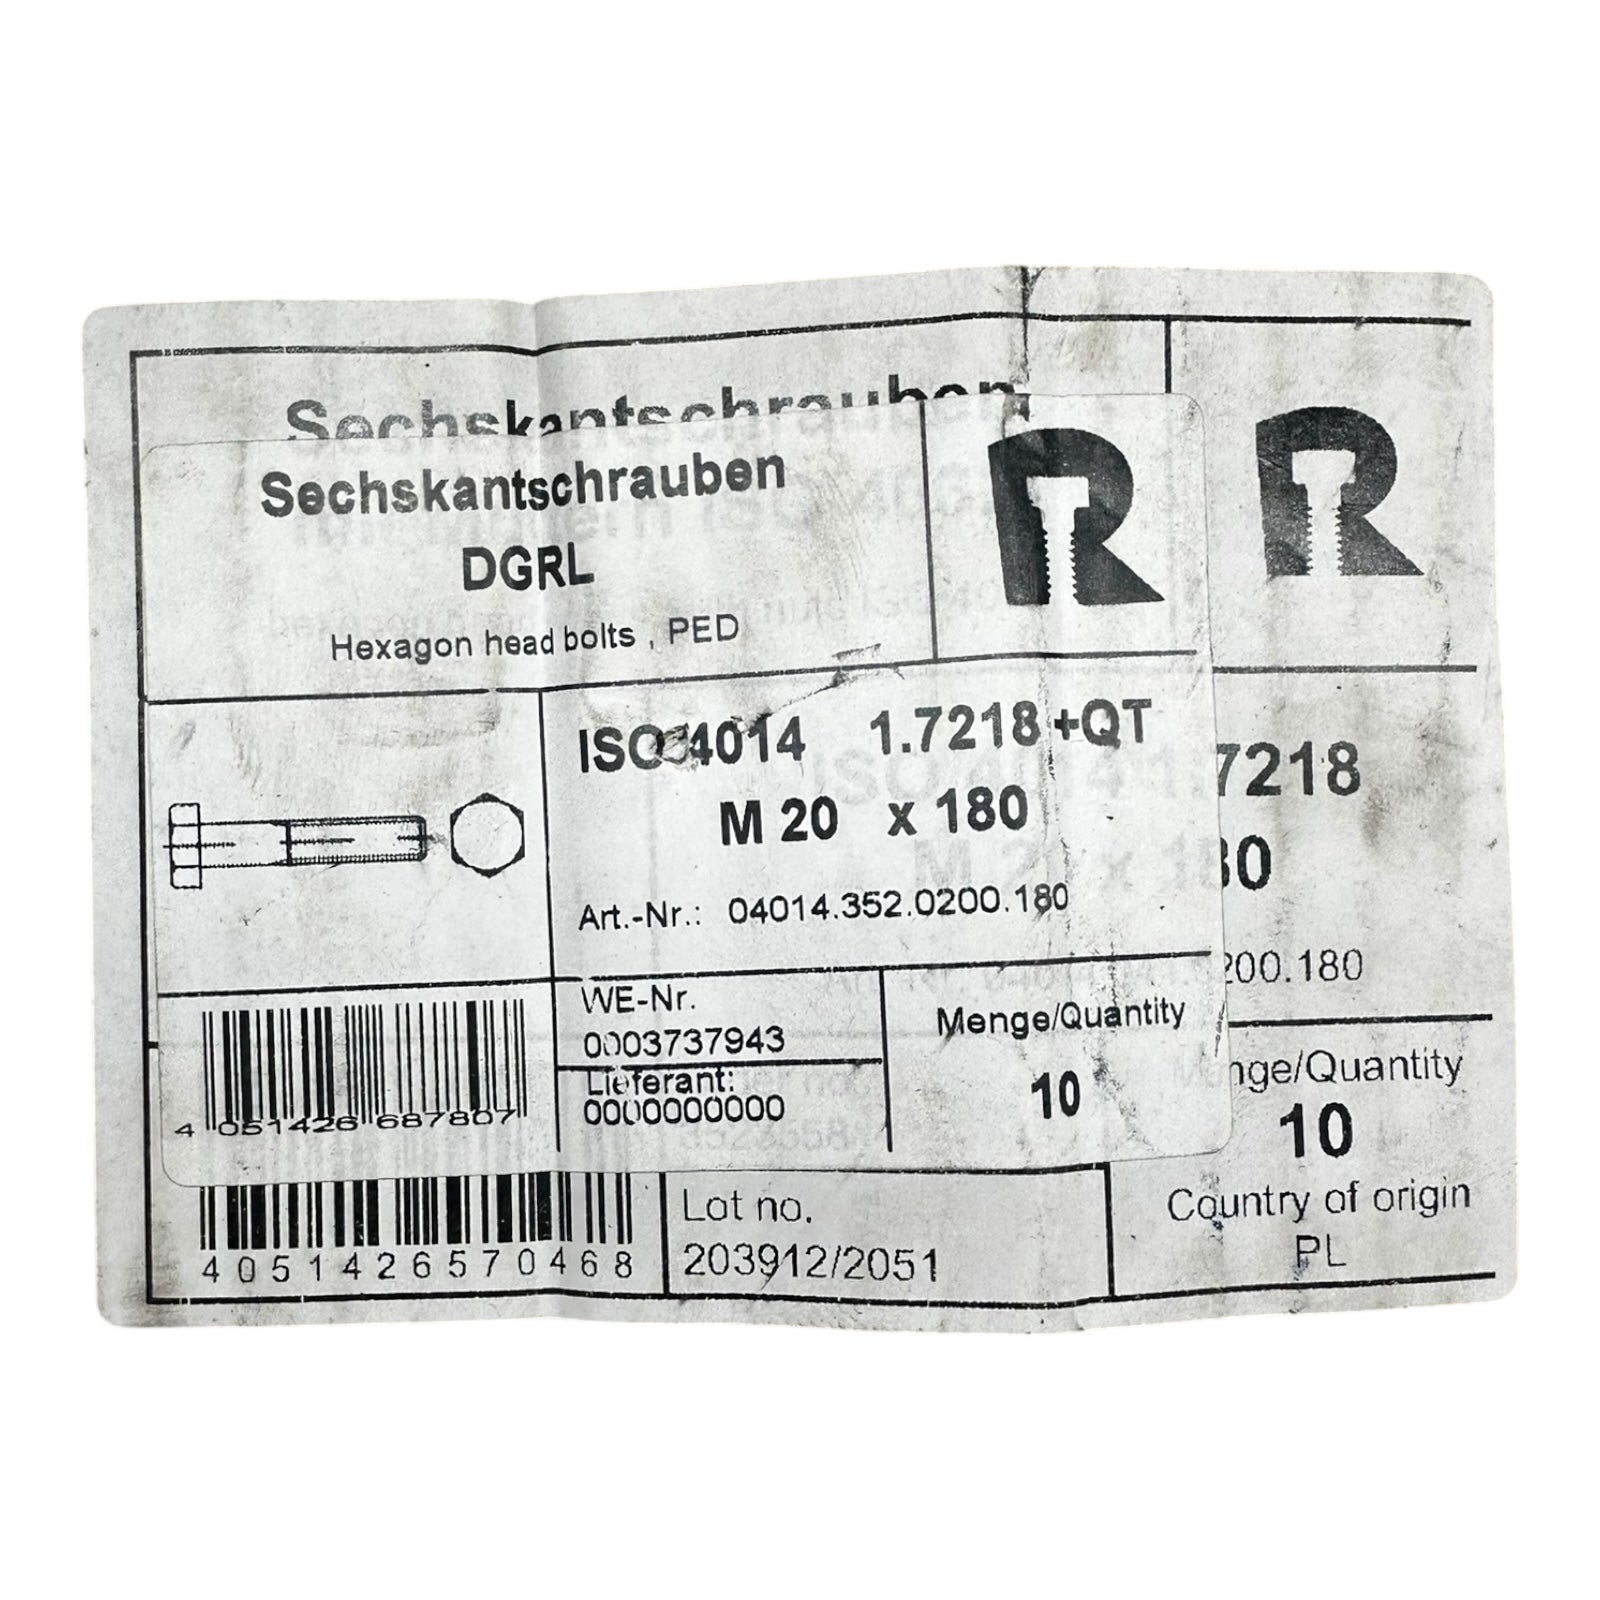 Sechskantschrauben
Sechskantschrauben
DGRL
Hexagon head bolts , PED
R
R
ISO 4014 1.7218+QT
M 20 x 180
Art.-Nr.: 04014.352.0200.180
7218
200.180
WE-Nr.
0003737943
Lieferant:
0000000000
Menge/Quantity
10
4 051426 687807
nge/Quantity
10
Country of origin
PL
4051426570468
Lot no.
203912/2051